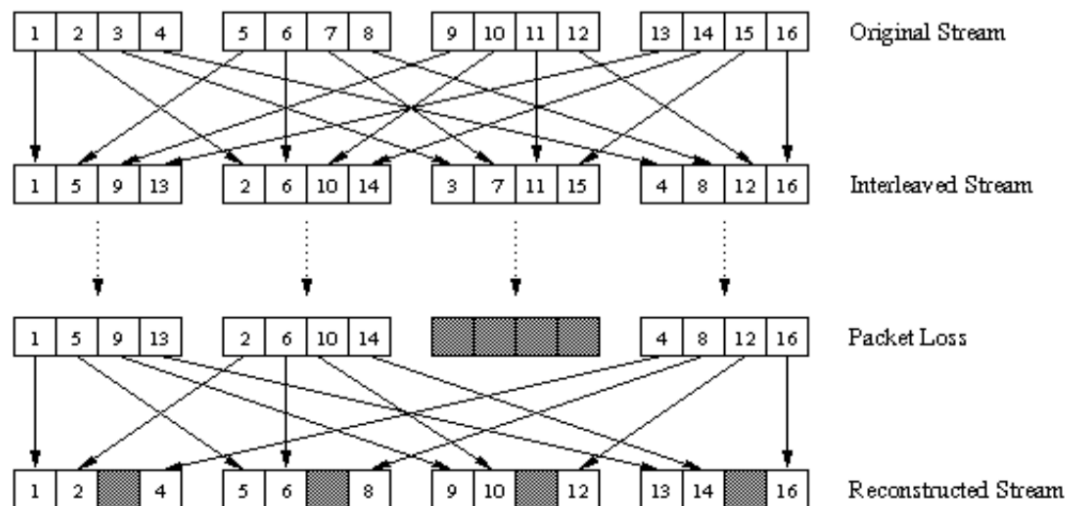 1 2 3 4 5 6 7 8 9 10 11 12 13 14 15 16 Original Stream
1 5 9 13 2 6 10 14 3 7 11 15 4 8 12 16 Interleaved Stream
1 5 9 13 2 6 10 14 4 8 12 16 Packet Loss
1 2 4 5 6 8 9 10 12 13 14 16 Reconstructed Stream